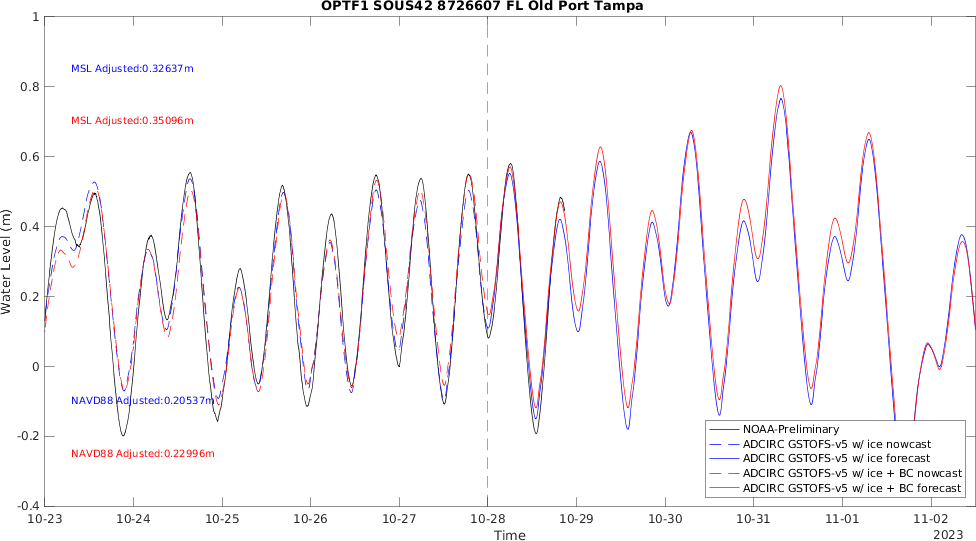 OPTF1 SOUS42 8726607 FL Old Port Tampa
1
0.8
0.6
0.4
0.2
0
-0.2
-0.4
Water Level (m)
MSL Adjusted:0.32637m
MSL Adjusted:0.35096m
NAVD88 Adjusted:0.20537m
NAVD88 Adjusted:0.22996m
NOAA-Preliminary
ADCIRC GSTOFS-v5 w/ ice nowcast
ADCIRC GSTOFS-v5 w/ ice forecast
ADCIRC GSTOFS-v5 w/ ice + BC nowcast
ADCIRC GSTOFS-v5 w/ ice + BC forecast
10-23 10-24 10-25 10-26 10-27 10-28 10-29 10-30 10-31 11-01 11-02
Time
2023